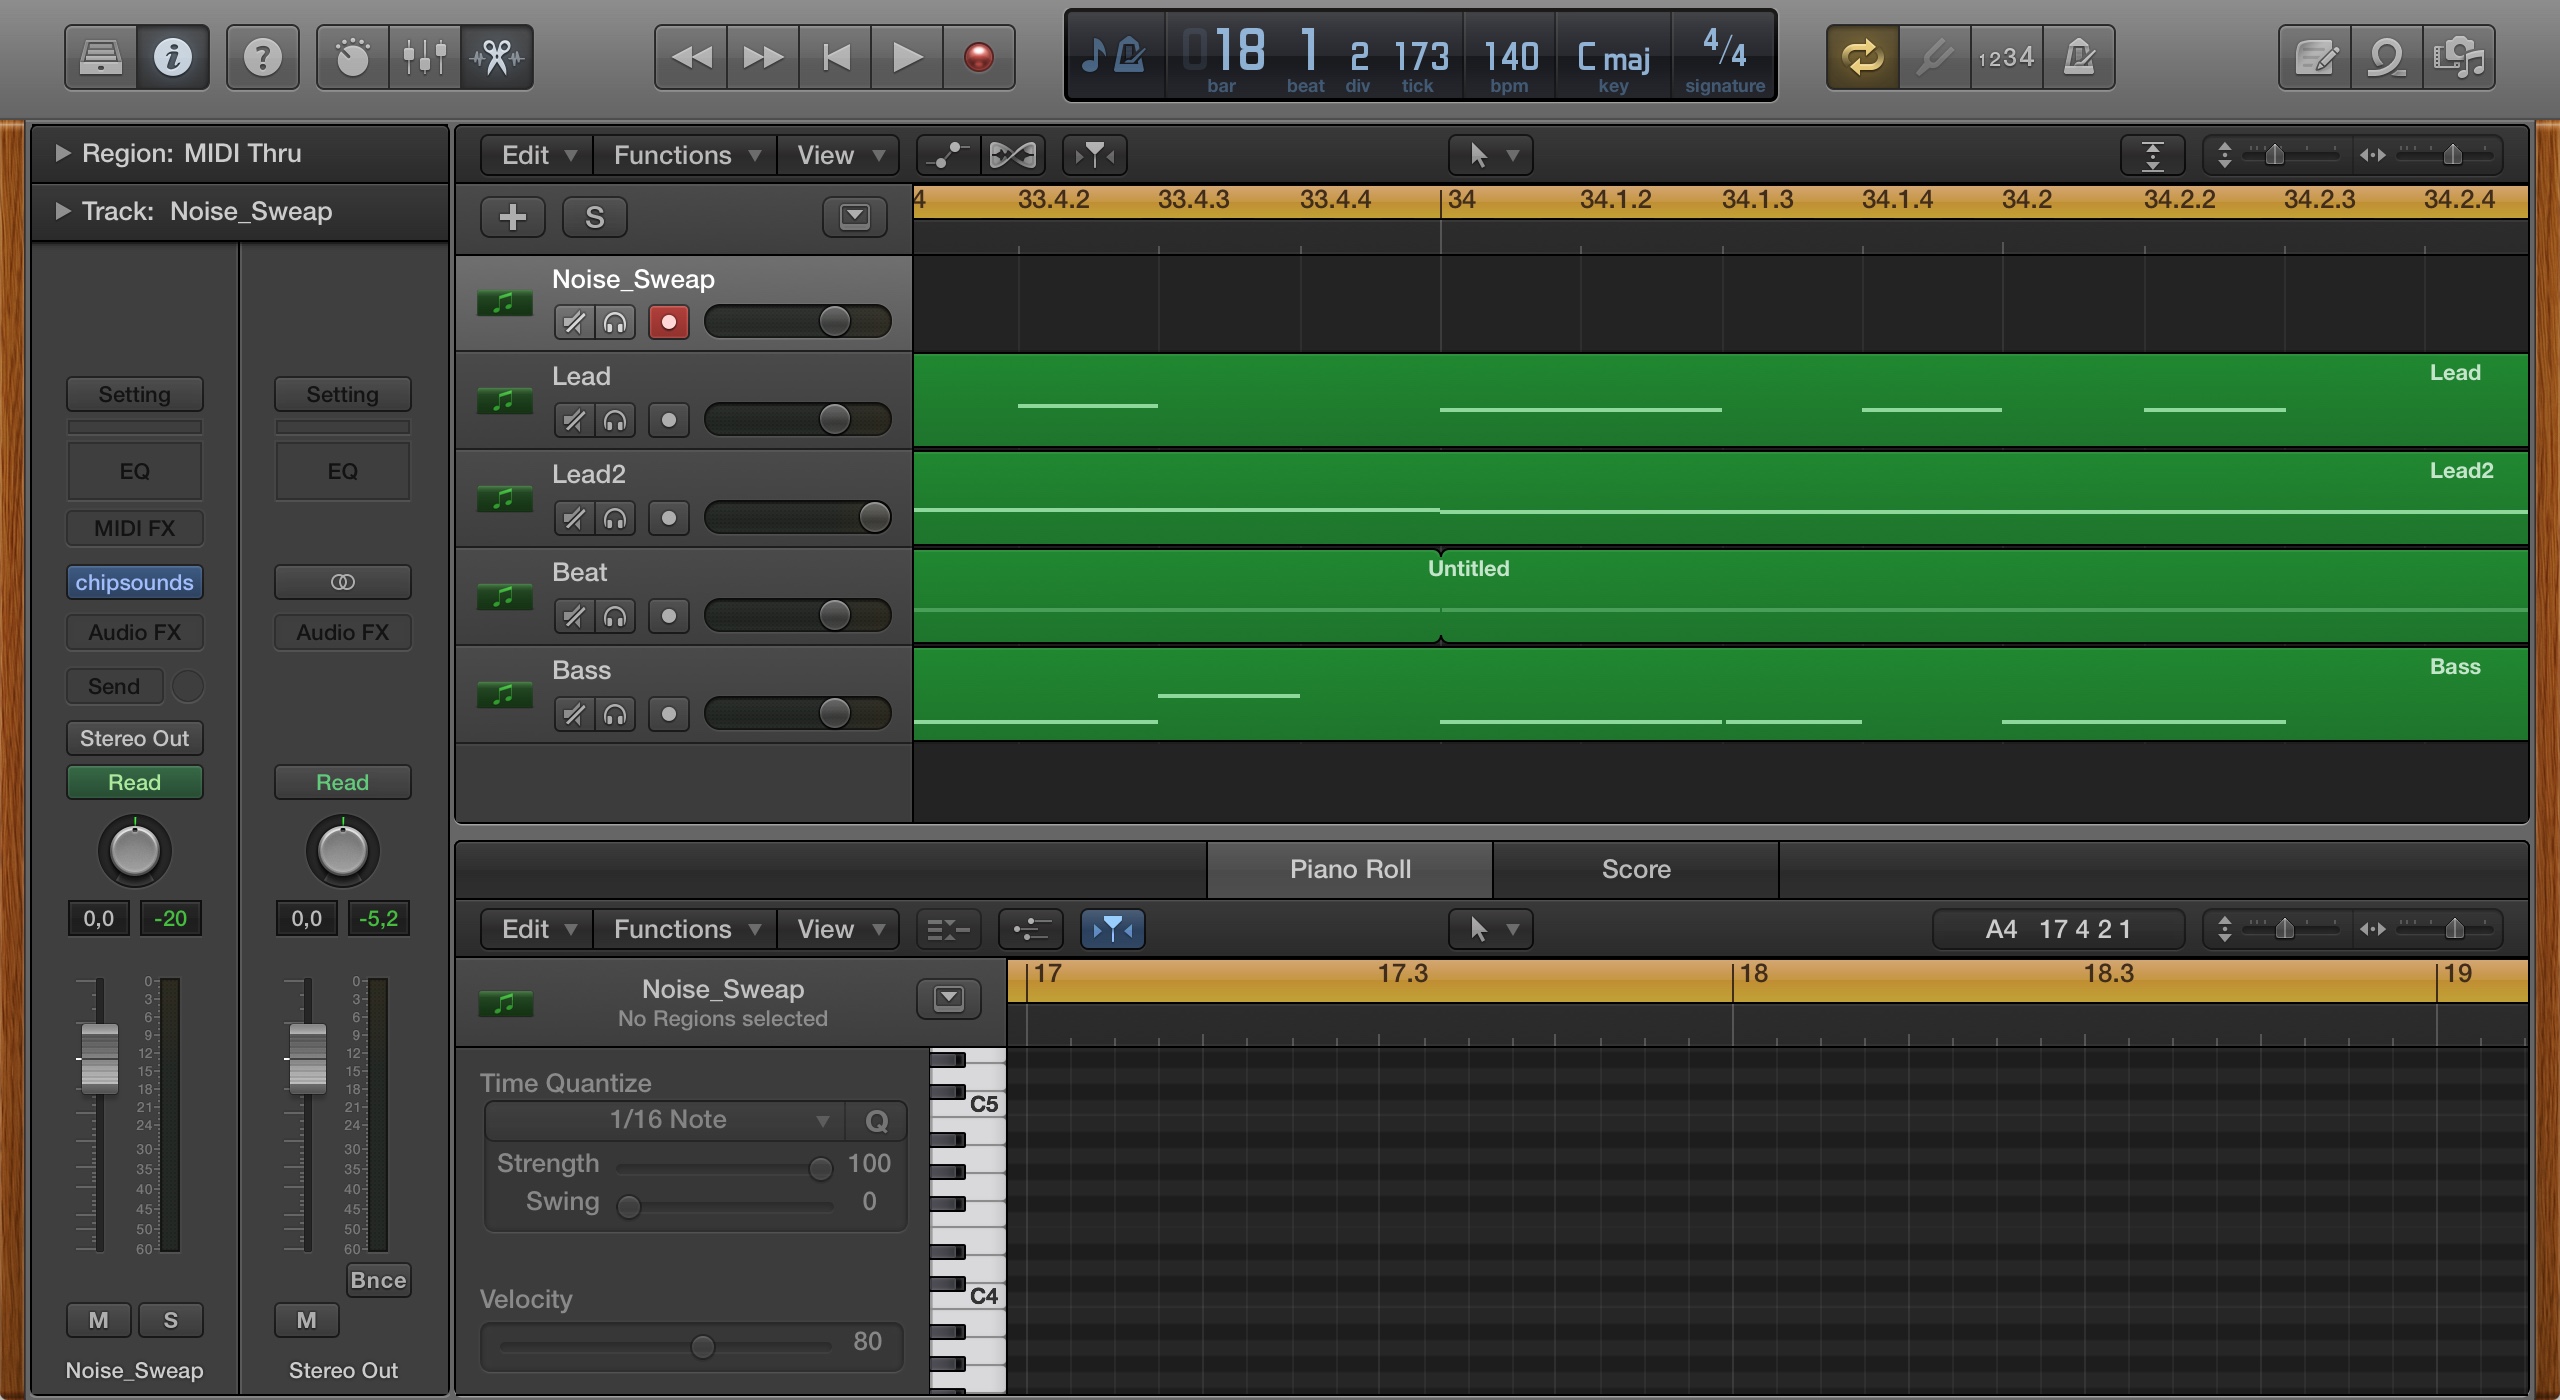 018 1 2 173 140 C maj 4/4
bar beat div tick bpm key signature
1234
Region: MIDI Thru
Track: Noise_Sweap
Setting
EQ
MIDI FX
chipsounds
Audio FX
Send
Stereo Out
Read
0,0 -20
0
3
6
9
12
15
18
21
24
30
35
40
45
50
60
M S
Noise_Sweap
Setting
EQ
Audio FX
Read
0,0 -5,2
0
3
6
9
12
15
18
21
24
30
35
40
45
50
60
Bnce
M
Stereo Out
Edit Functions View
S
4 33.4.2 33.4.3 33.4.4 34 34.1.2 34.1.3 34.1.4 34.2 34.2.2 34.2.3 34.2.4
Noise_Sweap
Lead
Lead
Lead2
Lead2
Beat
Untitled
Bass
Bass
Piano Roll Score
Edit Functions View
A4 17 4 2 1
17 17.3 18 18.3 19
Noise_Sweap
No Regions selected
Time Quantize
1/16 Note Q
Strength 100
Swing 0
Velocity
80
C5
C4